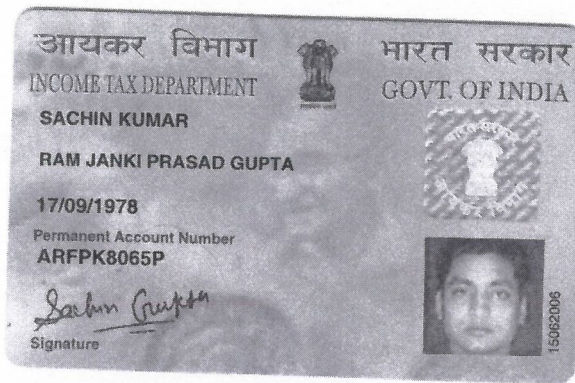 आयकर विभाग
INCOME TAX DEPARTMENT
भारत सरकार
GOVT. OF INDIA
SACHIN KUMAR
RAM JANKI PRASAD GUPTA
17/09/1978
Permanent Account Number
ARFPK8065P
Sachin Gupta
Signature
15062006